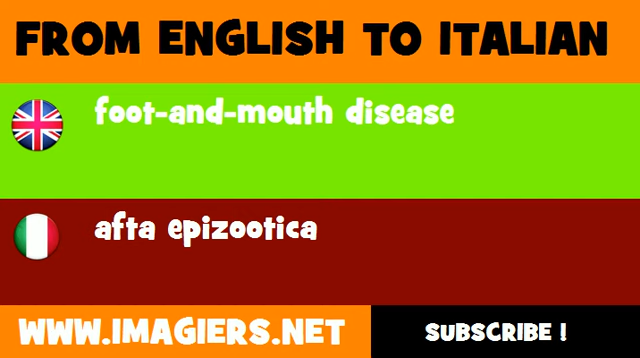 FROM ENGLISH TO ITALIAN
foot-and-mouth disease
afta epizootica
WWW.IMAGIERS.NET
SUBSCRIBE !